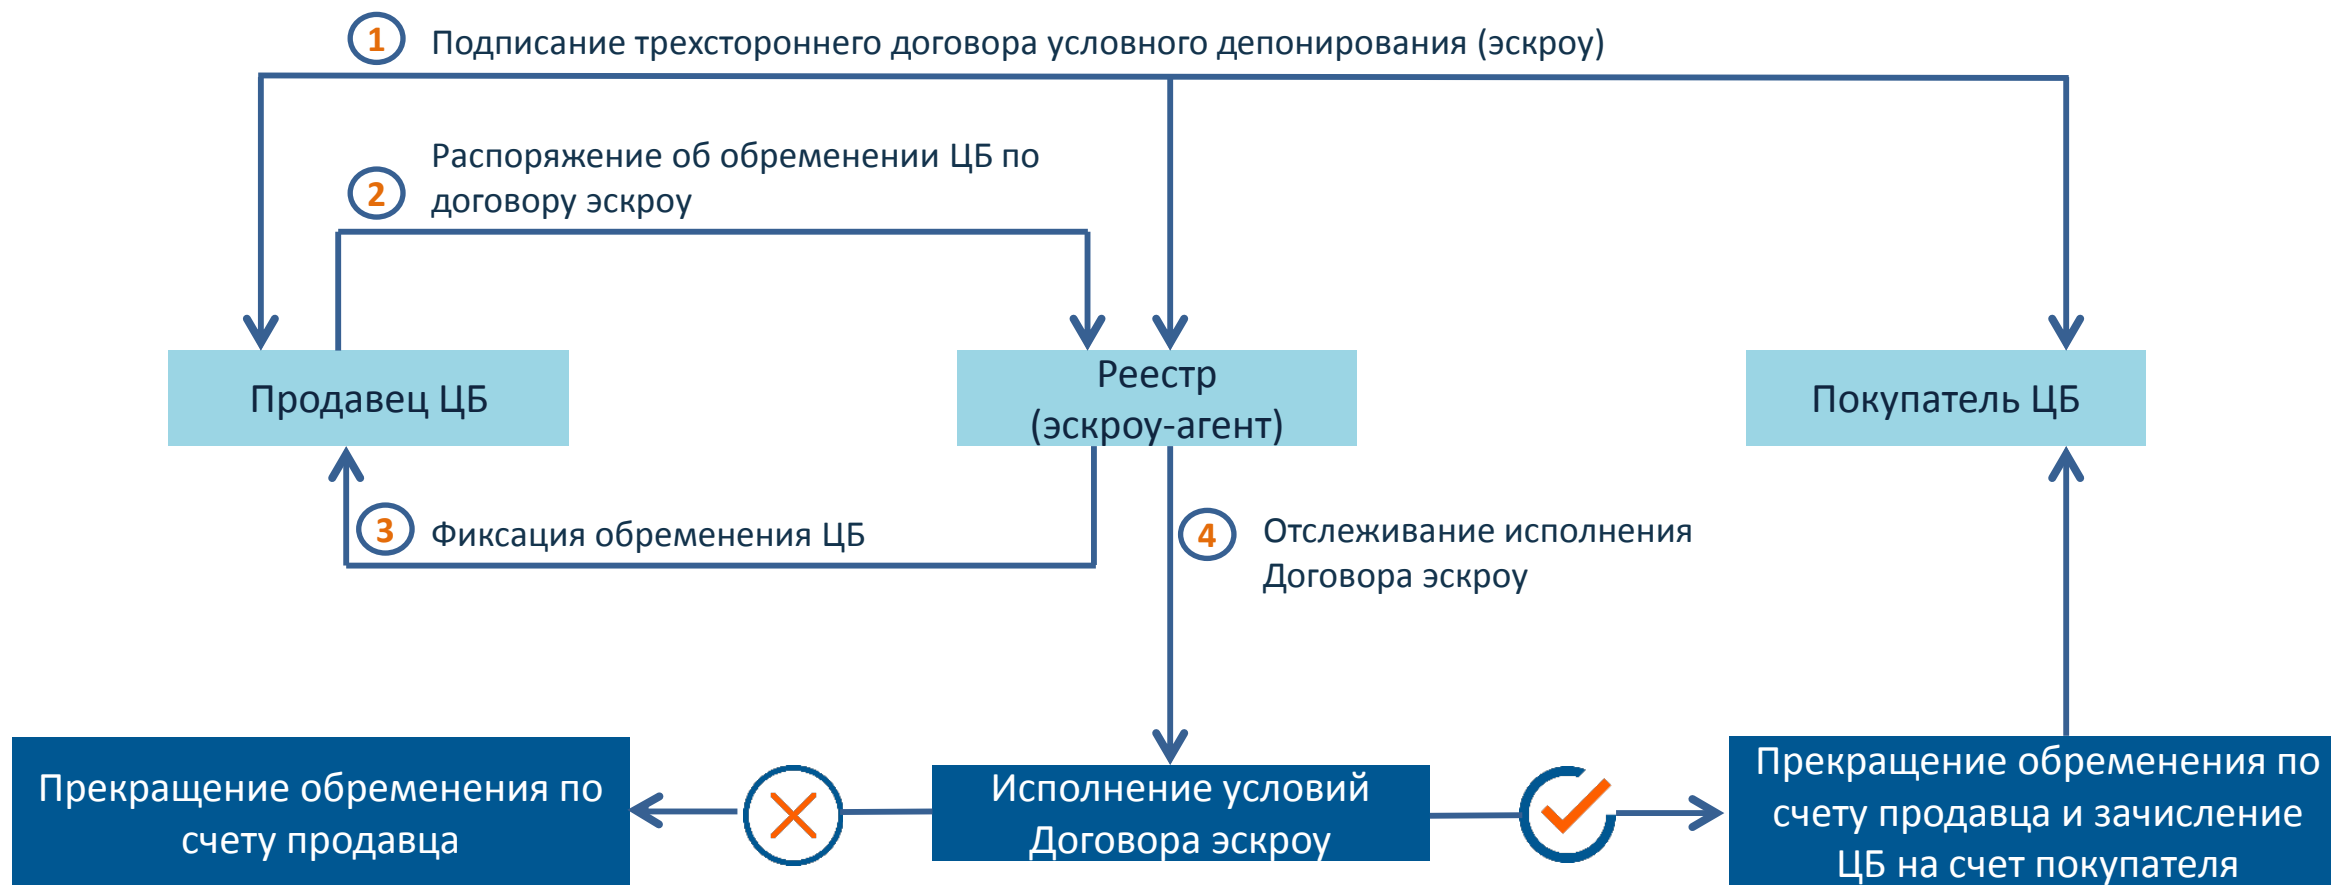 1
Подписание трехстороннего договора условного депонирования (эскроу)
2
Распоряжение об обременении ЦБ по
договору эскроу
Продавец ЦБ
Реестр
(эскроу-агент)
Покупатель ЦБ
3
Фиксация обременения ЦБ
4
Отслеживание исполнения
Договора эскроу
Прекращение обременения по
счету продавца
Исполнение условий
Договора эскроу
Прекращение обременения по
счету продавца и зачисление
ЦБ на счет покупателя